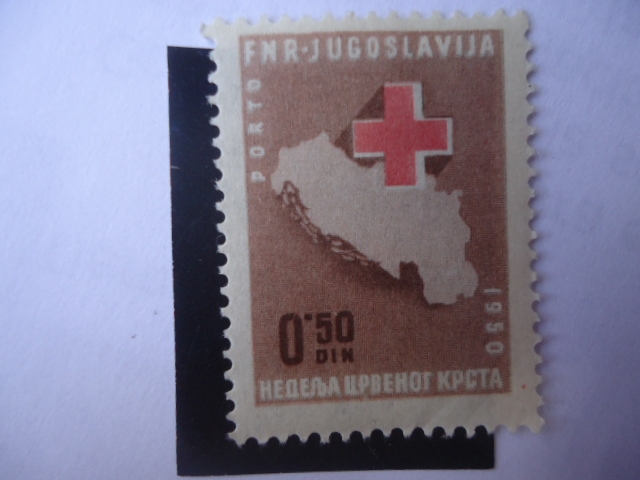 FNR·JUGOSLAVIJA
PORTO
1950
0·50
DIN
НЕДЕЉА ЦРВЕНОГ КРСТА